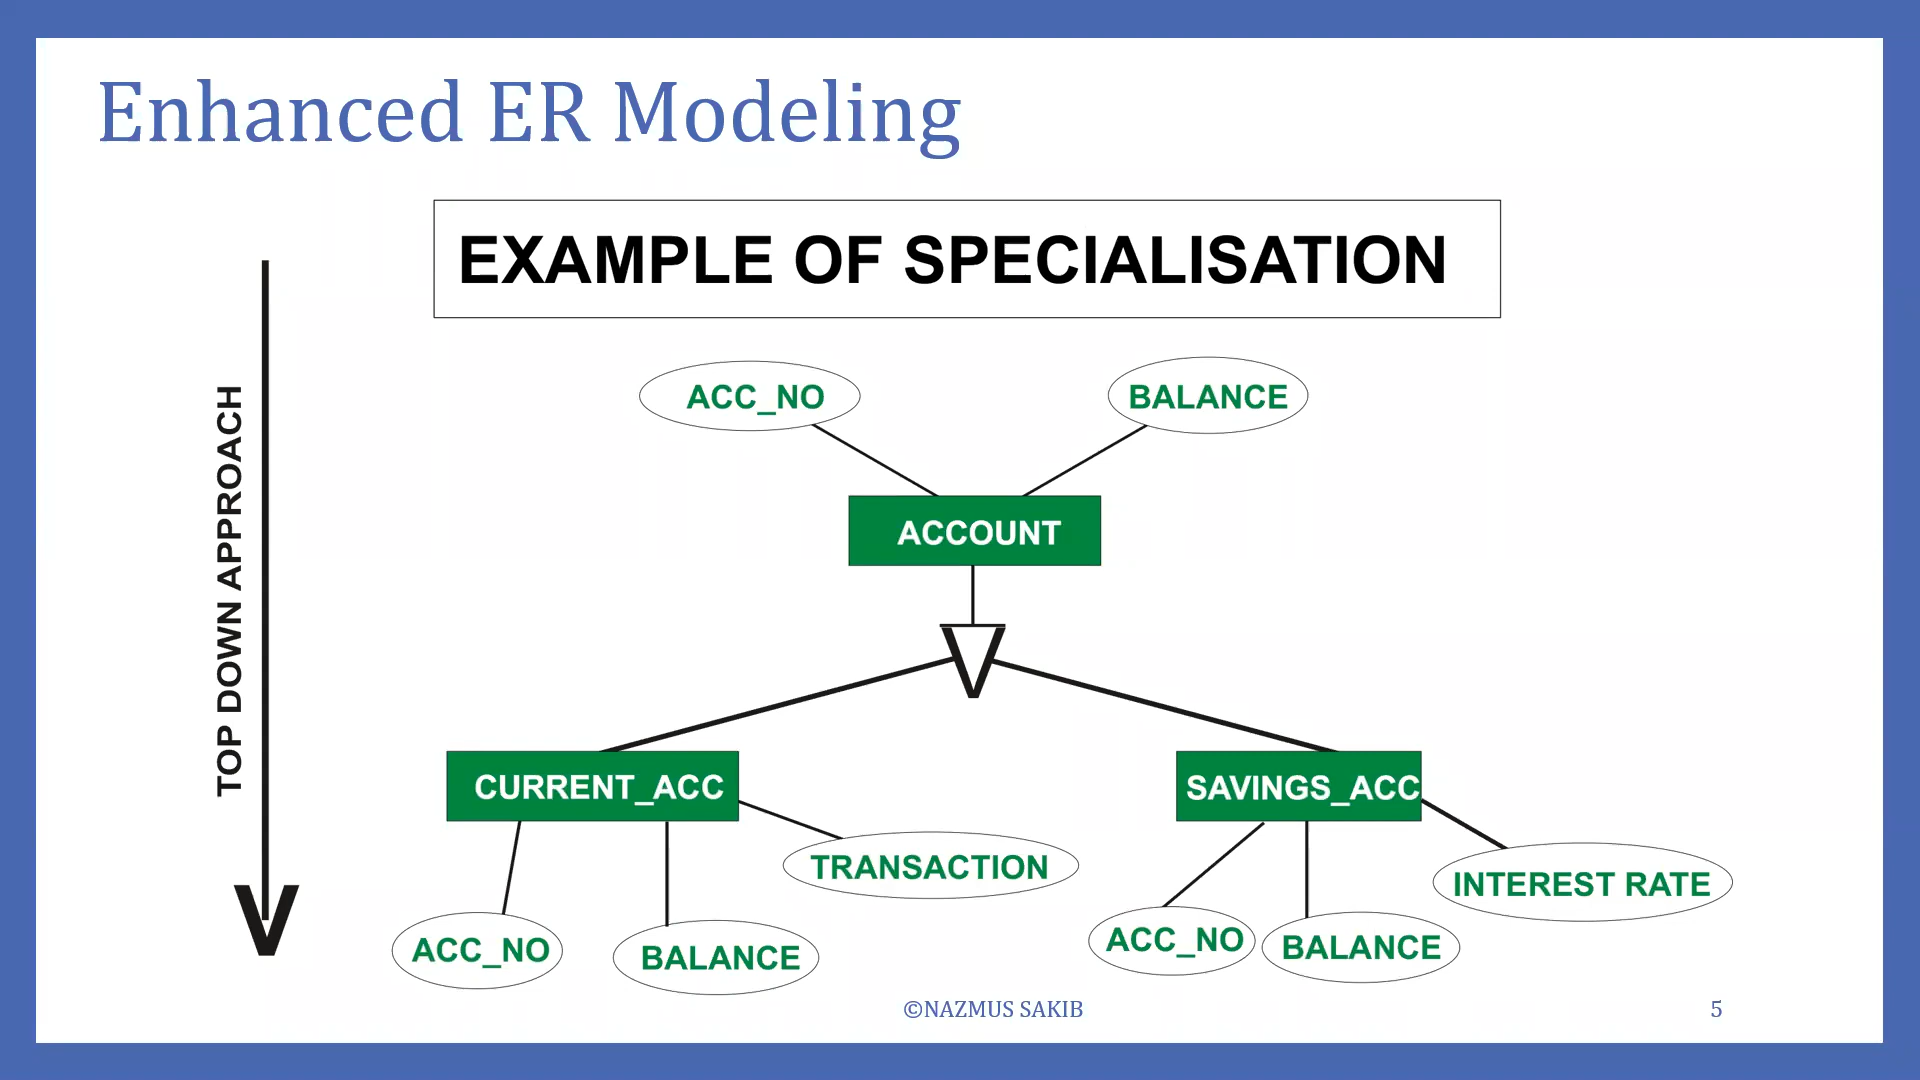 Enhanced ER Modeling
EXAMPLE OF SPECIALISATION
TOP DOWN APPROACH
ACC_NO
BALANCE
ACCOUNT
CURRENT_ACC
SAVINGS_ACC
TRANSACTION
INTEREST RATE
ACC_NO
BALANCE
ACC_NO
BALANCE
©NAZMUS SAKIB
5